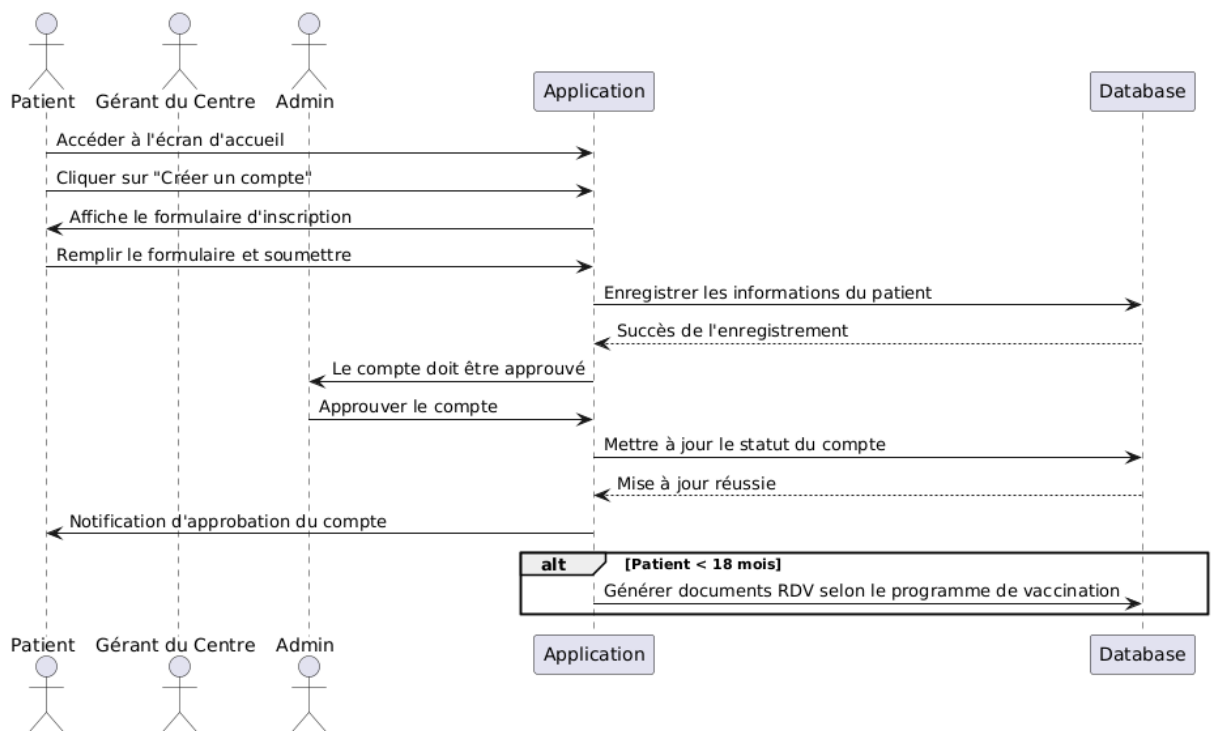 Patient Gérant du Centre Admin Application Database
Accéder à l'écran d'accueil
Cliquer sur "Créer un compte"
Affiche le formulaire d'inscription
Remplir le formulaire et soumettre
Enregistrer les informations du patient
Succès de l'enregistrement
Le compte doit être approuvé
Approuver le compte
Mettre à jour le statut du compte
Mise à jour réussie
Notification d'approbation du compte
alt [Patient < 18 mois]
Générer documents RDV selon le programme de vaccination
Patient Gérant du Centre Admin Application Database